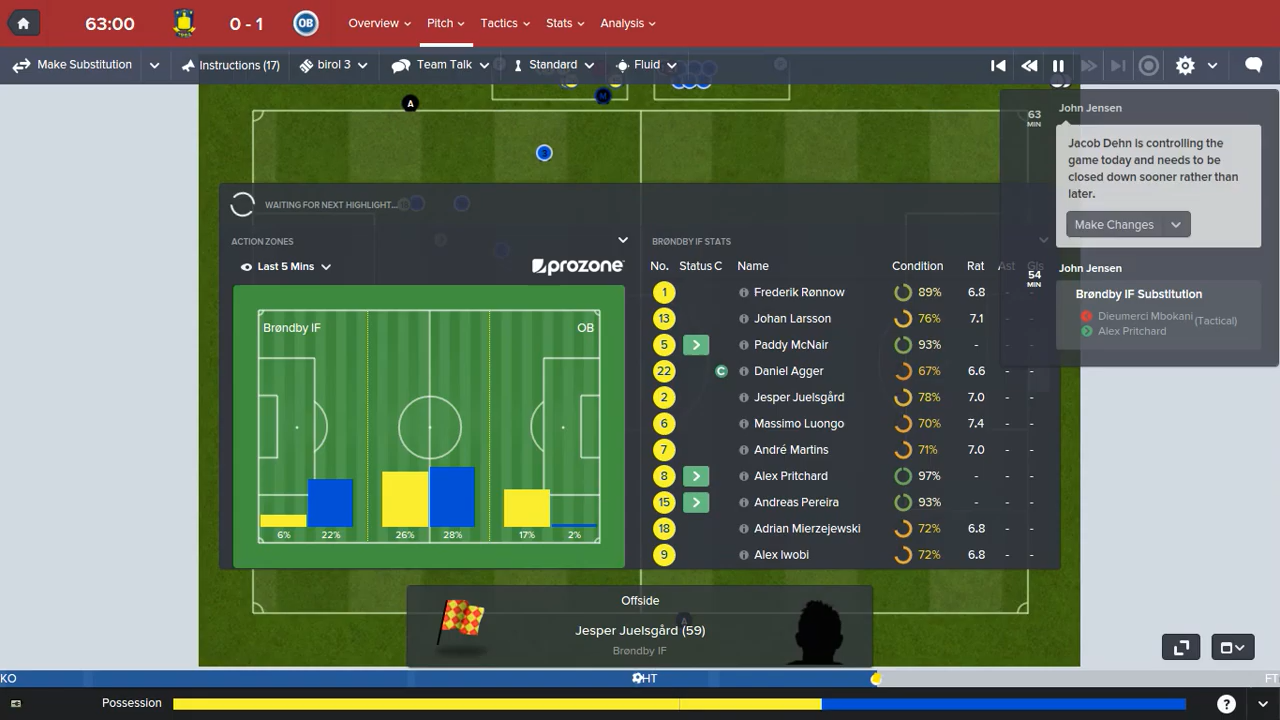 63:00
0 - 1
OB
Overview
Pitch
Tactics
Stats
Analysis
Make Substitution
Instructions (17)
birol 3
Team Talk
Standard
Fluid
A
John Jensen
63
MIN
Jacob Dehn is controlling the
game today and needs to be
closed down sooner rather than
later.
Make Changes
WAITING FOR NEXT HIGHLIGHT...
ACTION ZONES
BRØNDBY IF STATS
Last 5 Mins
prozone
No. Status C Name Condition Rat Ast Gls
1 Frederik Rønnow 89% 6.8 - -
13 Johan Larsson 76% 7.1 - -
5 Paddy McNair 93% - - -
22 C Daniel Agger 67% 6.6 - -
2 Jesper Juelsgård 78% 7.0 - -
6 Massimo Luongo 70% 7.4 - -
7 André Martins 71% 7.0 - -
8 Alex Pritchard 97% - - -
15 Andreas Pereira 93% - - -
18 Adrian Mierzejewski 72% 6.8 - -
9 Alex Iwobi 72% 6.8 - -
John Jensen
54
MIN
Brøndby IF Substitution
Dieumerci Mbokani
(Tactical)
Alex Pritchard
Brøndby IF
OB
6% 22% 26% 28% 17% 2%
Offside
Jesper Juelsgård (59)
Brøndby IF
KO
HT
FT
Possession
?